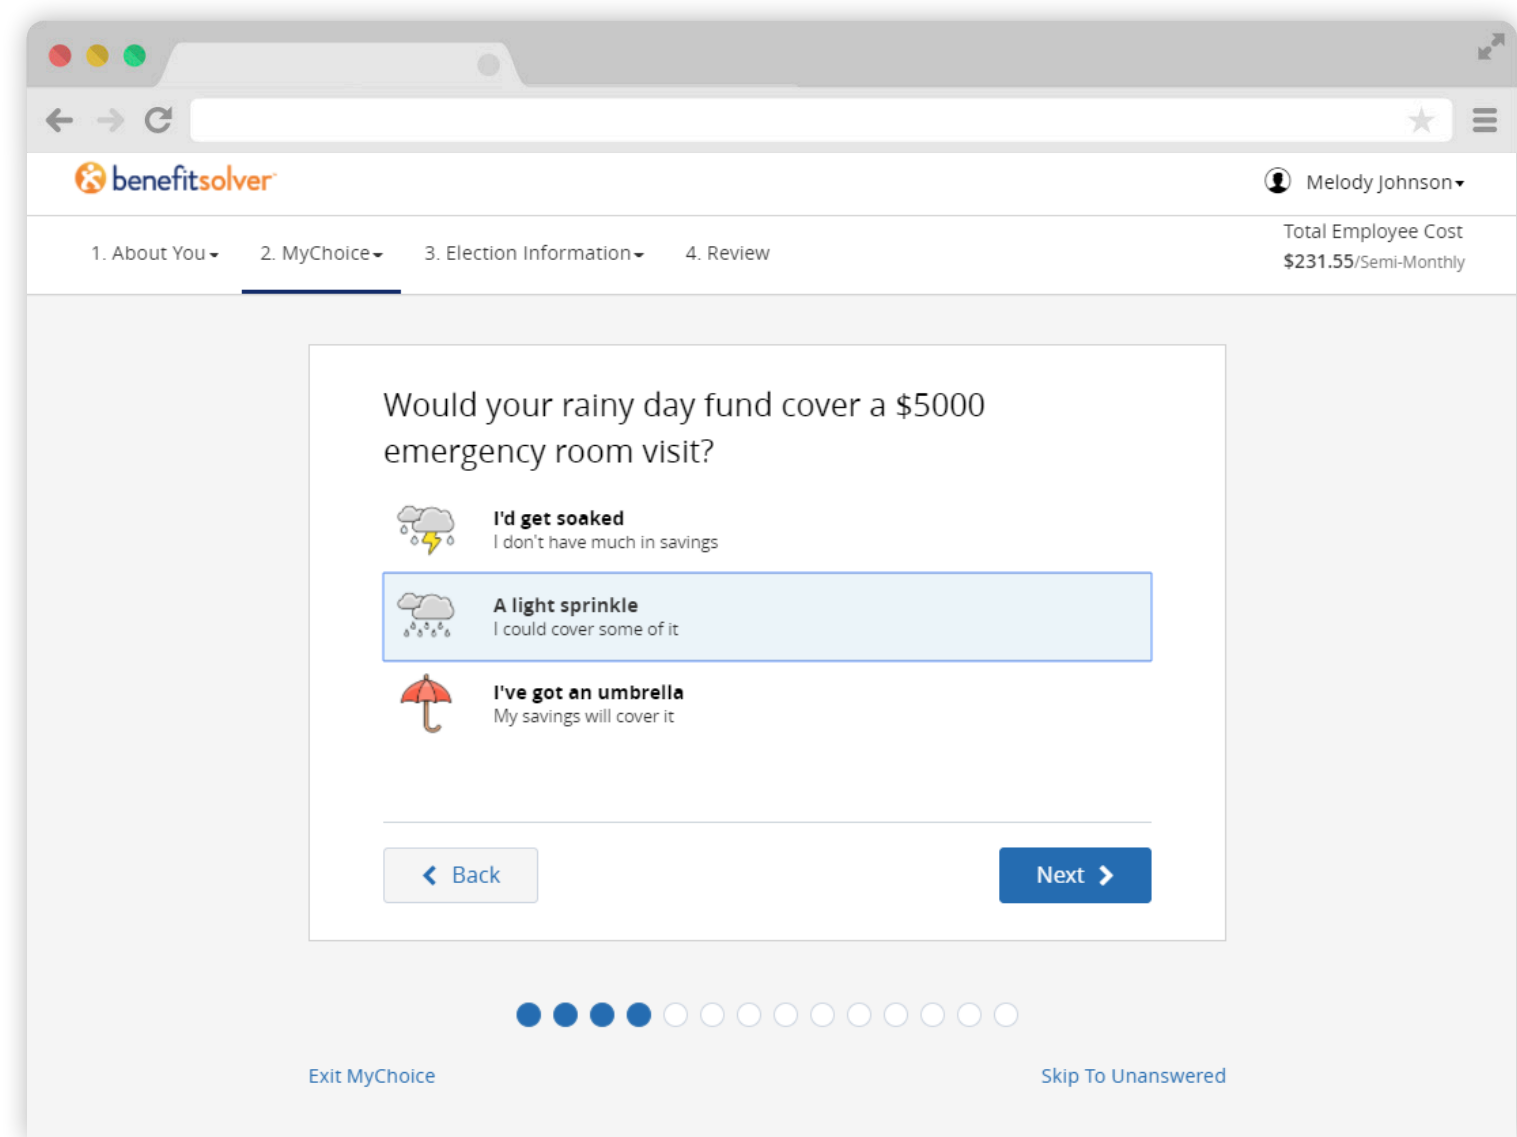 benefitsolver
Melody Johnson
1. About You
2. MyChoice
3. Election Information
4. Review
Total Employee Cost
$231.55/Semi-Monthly
Would your rainy day fund cover a $5000
emergency room visit?
I'd get soaked
I don't have much in savings
A light sprinkle
I could cover some of it
I've got an umbrella
My savings will cover it
Back
Next
Exit MyChoice
Skip To Unanswered